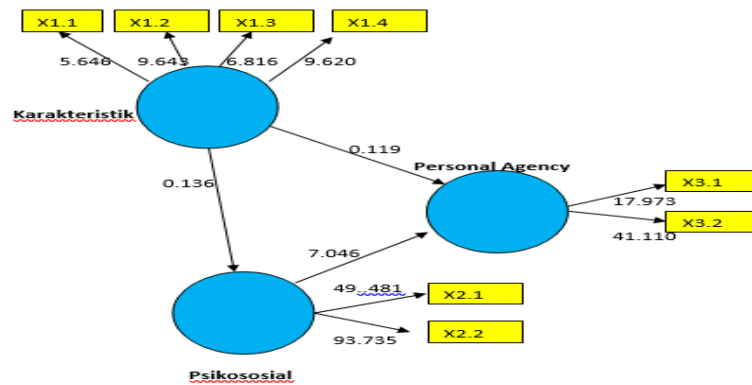 X1.1 X1.2 X1.3 X1.4
5.646 9.643 6.816 9.620
Karakteristik
0.119
Personal Agency
0.136
X3.1
17.973
X3.2
41.110
7.046
49..481
X2.1
X2.2
93.735
Psikososial